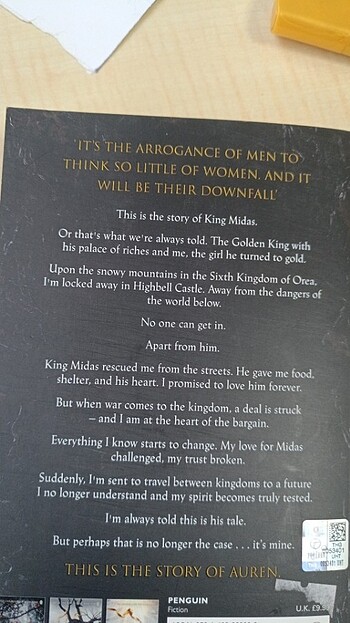 'IT'S THE ARROGANCE OF MEN TO
THINK SO LITTLE OF WOMEN. AND IT
WILL BE THEIR DOWNFALL'
This is the story of King Midas.
Or that's what we're always told. The Golden King with
his palace of riches and me, the girl he turned to gold.
Upon the snowy mountains in the Sixth Kingdom of Orea,
I'm locked away in Highbell Castle. Away from the dangers of
the world below.
No one can get in.
Apart from him.
King Midas rescued me from the streets. He gave me food,
shelter, and his heart. I promised to love him forever.
But when war comes to the kingdom, a deal is struck
– and I am at the heart of the bargain.
Everything I know starts to change. My love for Midas
challenged, my trust broken.
Suddenly, I'm sent to travel between kingdoms to a future
I no longer understand and my spirit becomes truly tested.
I'm always told this is his tale.
But perhaps that is no longer the case . . . it's mine.
THIS IS THE STORY OF AUREN.
PENGUIN
Fiction
U.K.